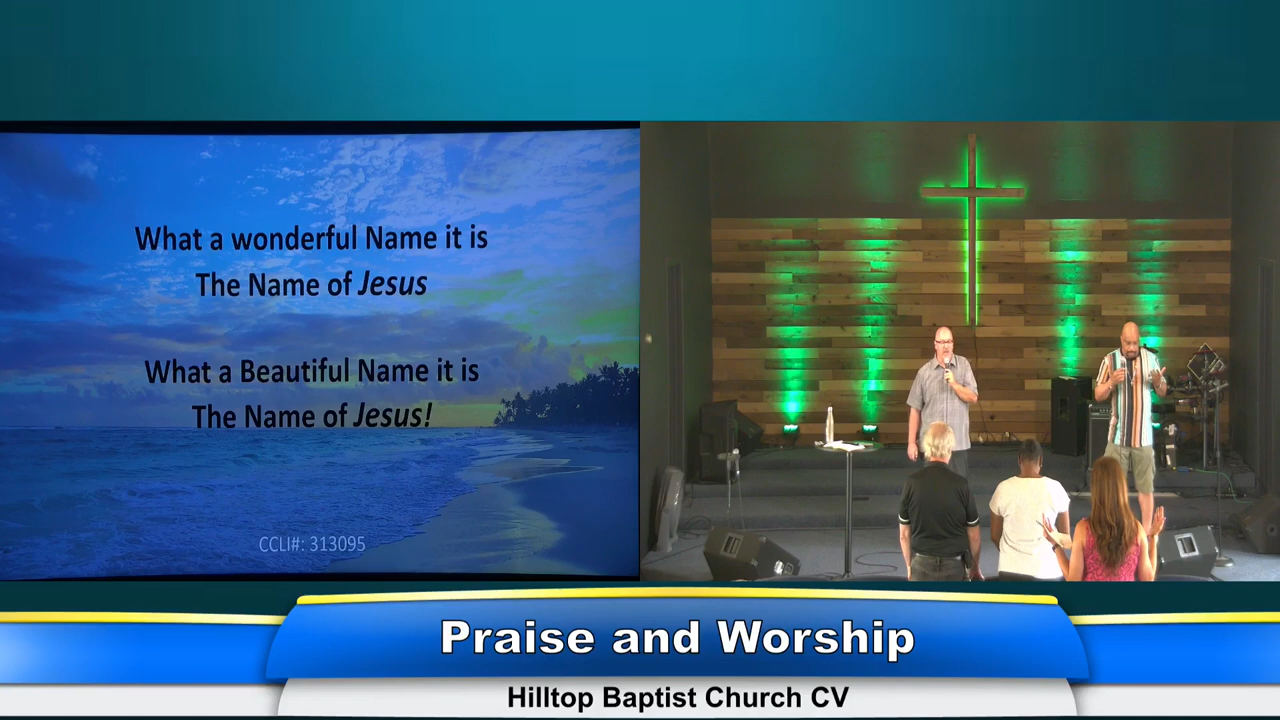 What a wonderful Name it is
The Name of Jesus
What a Beautiful Name it is
The Name of Jesus!
CCLI#: 313095
Praise and Worship
Hilltop Baptist Church CV